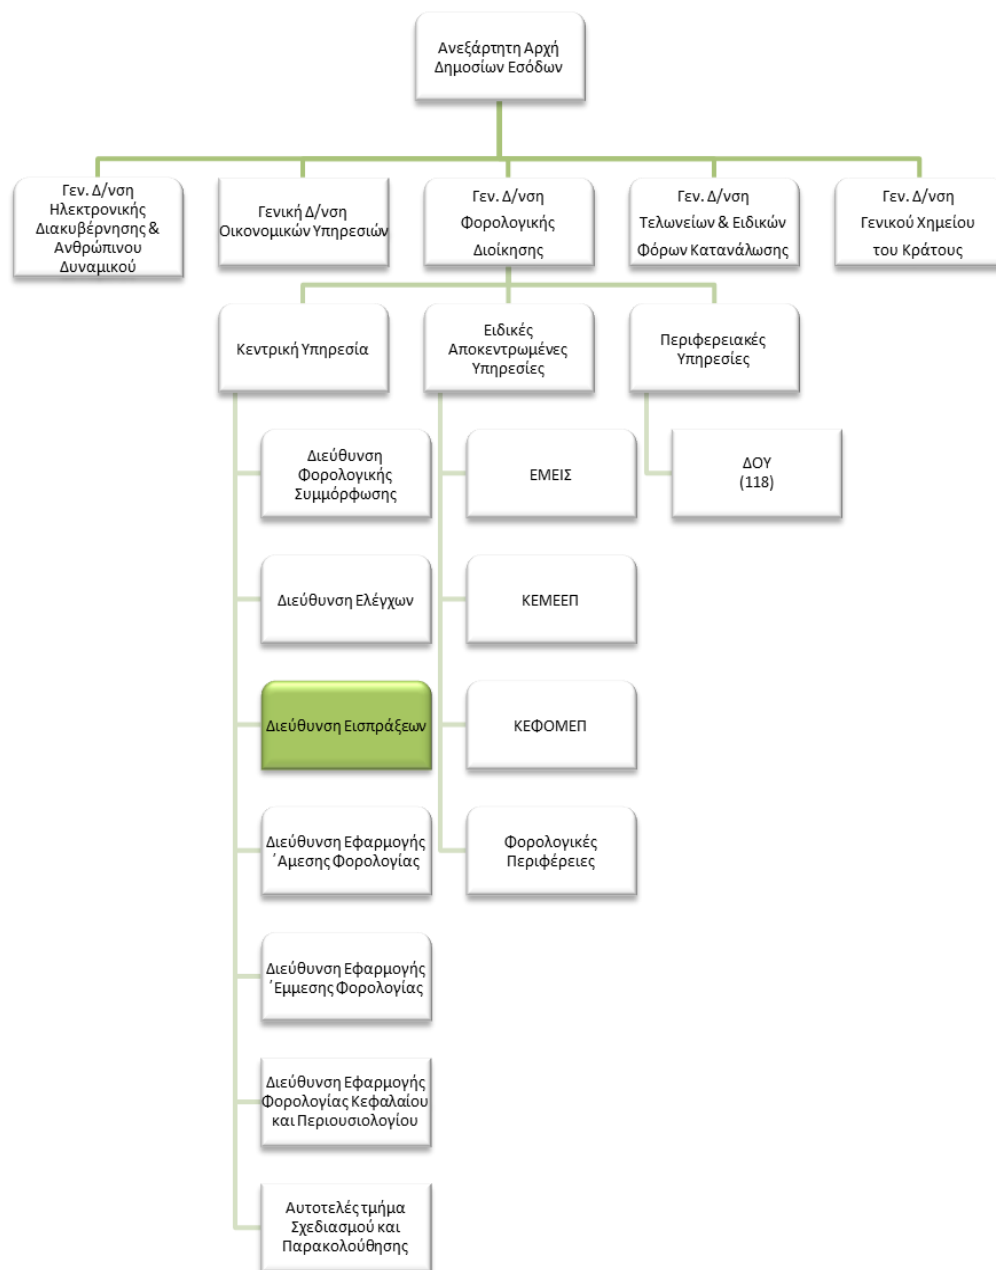 Ανεξάρτητη Αρχή
Δημοσίων Εσόδων
Γεν. Δ/νση
Ηλεκτρονικής
Διακυβέρνησης &
Ανθρώπινου
Δυναμικού
Γενική Δ/νση
Οικονομικών Υπηρεσιών
Γεν. Δ/νση
Φορολογικής
Διοίκησης
Γεν. Δ/νση
Τελωνείων & Ειδικών
Φόρων Κατανάλωσης
Γεν. Δ/νση
Γενικού Χημείου
του Κράτους
Κεντρική Υπηρεσία
Ειδικές
Αποκεντρωμένες
Υπηρεσίες
Περιφερειακές
Υπηρεσίες
Διεύθυνση
Φορολογικής
Συμμόρφωσης
Διεύθυνση Ελέγχων
Διεύθυνση Εισπράξεων
Διεύθυνση Εφαρμογής
΄Αμεσης Φορολογίας
Διεύθυνση Εφαρμογής
΄Εμμεσης Φορολογίας
Διεύθυνση Εφαρμογής
Φορολογίας Κεφαλαίου
και Περιουσιολογίου
Αυτοτελές τμήμα
Σχεδιασμού και
Παρακολούθησης
ΕΜΕΙΣ
ΚΕΜΕΕΠ
ΚΕΦΟΜΕΠ
Φορολογικές
Περιφέρειες
ΔΟΥ
(118)